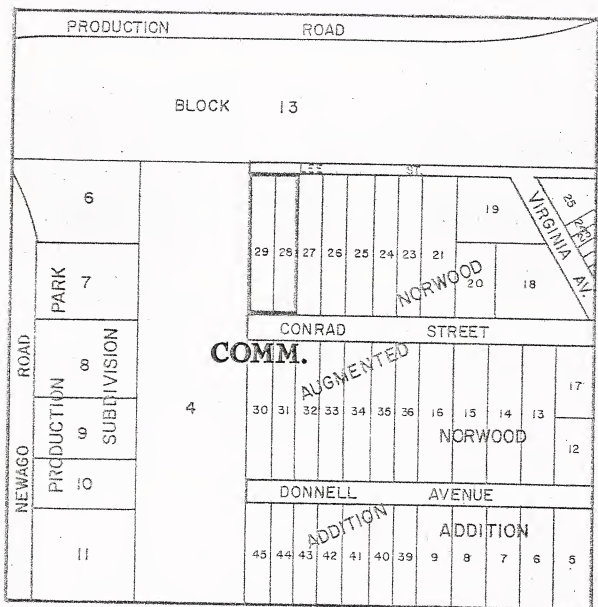 PRODUCTION ROAD
BLOCK 13
LEE ST.
6
19
25
VIRGINIA AV.
29 28 27 26 25 24 23 21
20
18
NORWOOD
7
PARK
CONRAD STREET
COMM.
AUGMENTED
NEWAGO ROAD
PRODUCTION
SUBDIVISION
8
4
30 31 32 33 34 35 36 16 15 14 13
17
12
NORWOOD
9
10
DONNELL AVENUE
ADDITION
ADDITION
11
45 44 43 42 41 40 39 9 8 7 6 5